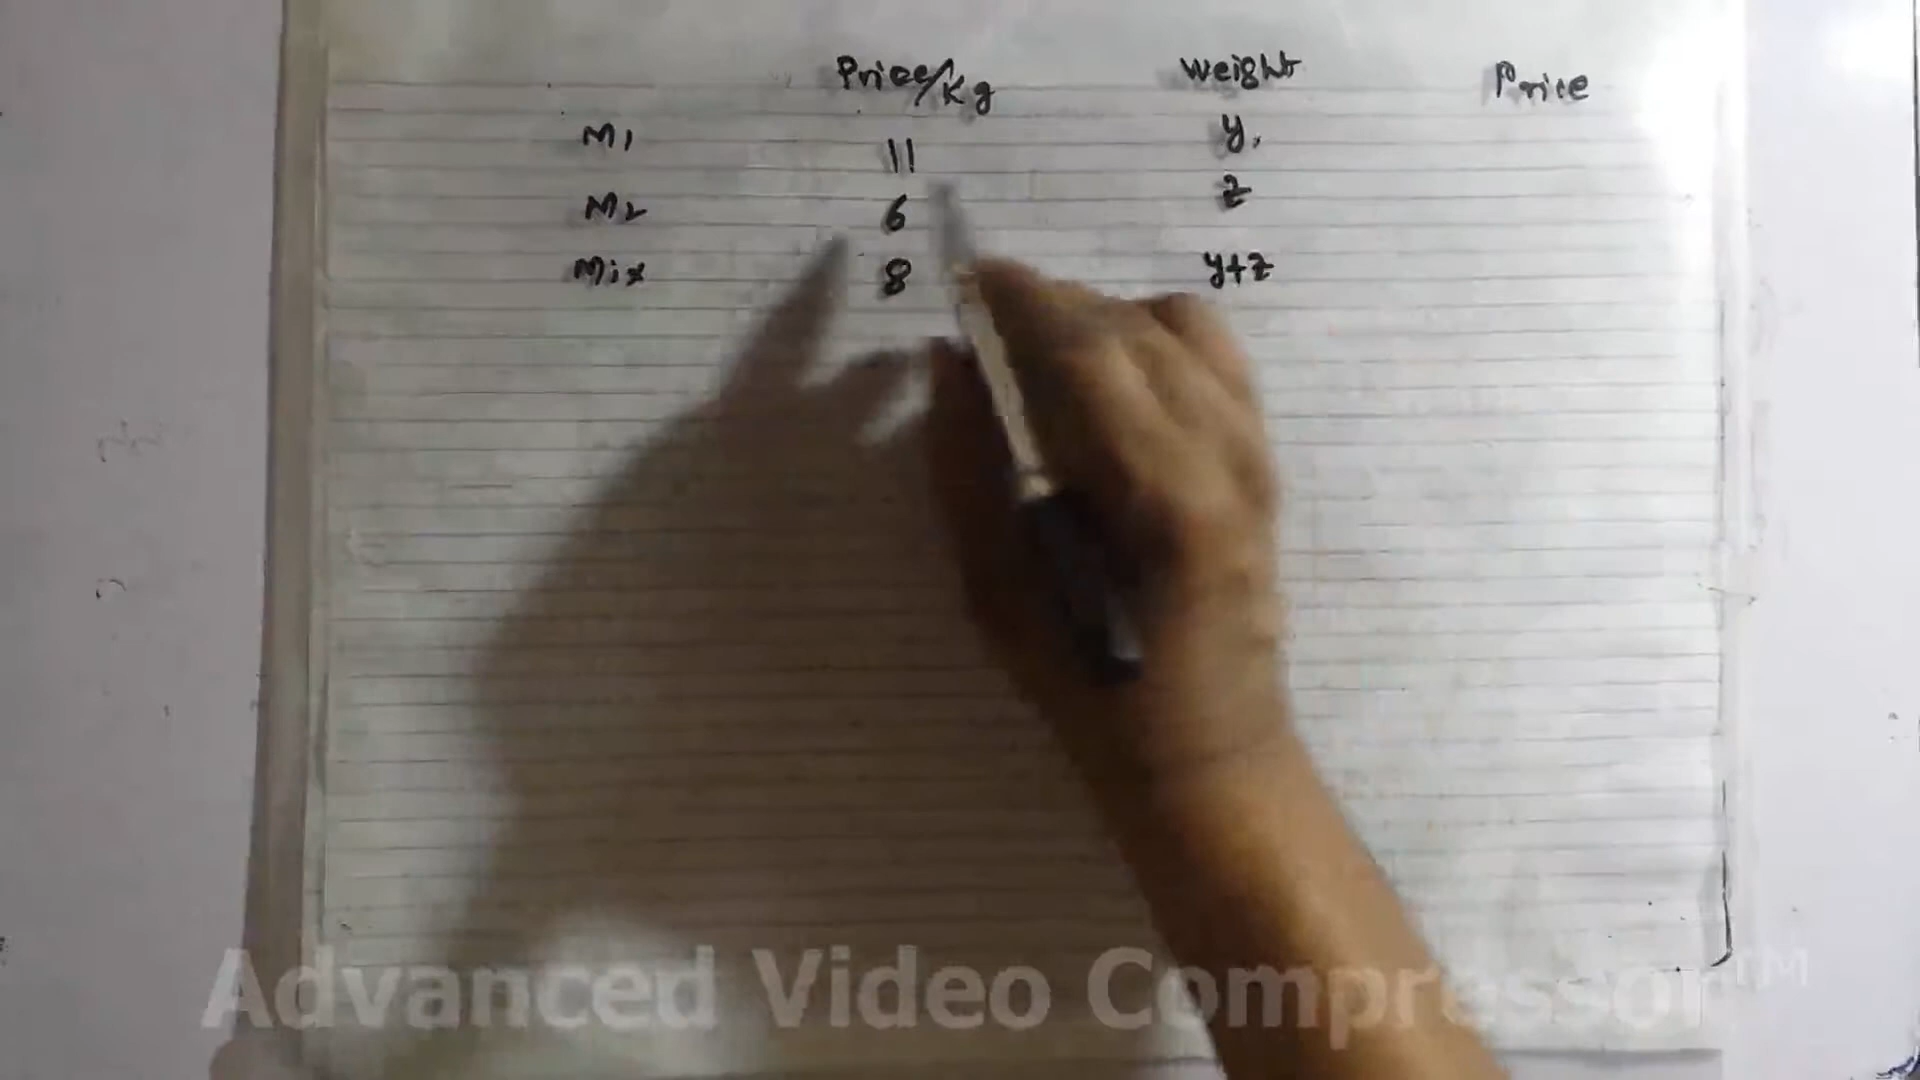 Price/Kg Weight Price
M1 11 y
M2 6 z
Mix 8 y+z
Advanced Video Compressor™